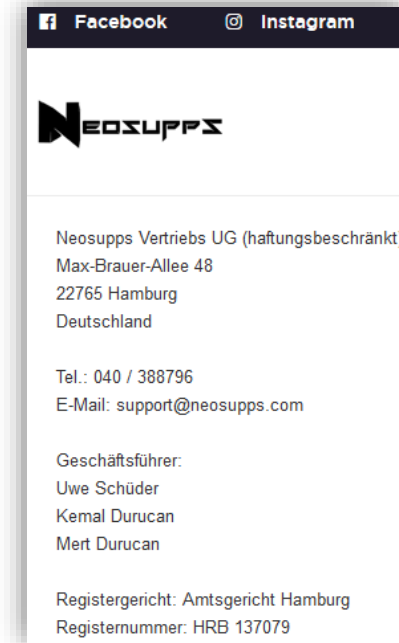 Facebook Instagram
NEOSUPPS
Neosupps Vertriebs UG (haftungsbeschränkt)
Max-Brauer-Allee 48
22765 Hamburg
Deutschland
Tel.: 040 / 388796
E-Mail: support@neosupps.com
Geschäftsführer:
Uwe Schüder
Kemal Durucan
Mert Durucan
Registergericht: Amtsgericht Hamburg
Registernummer: HRB 137079